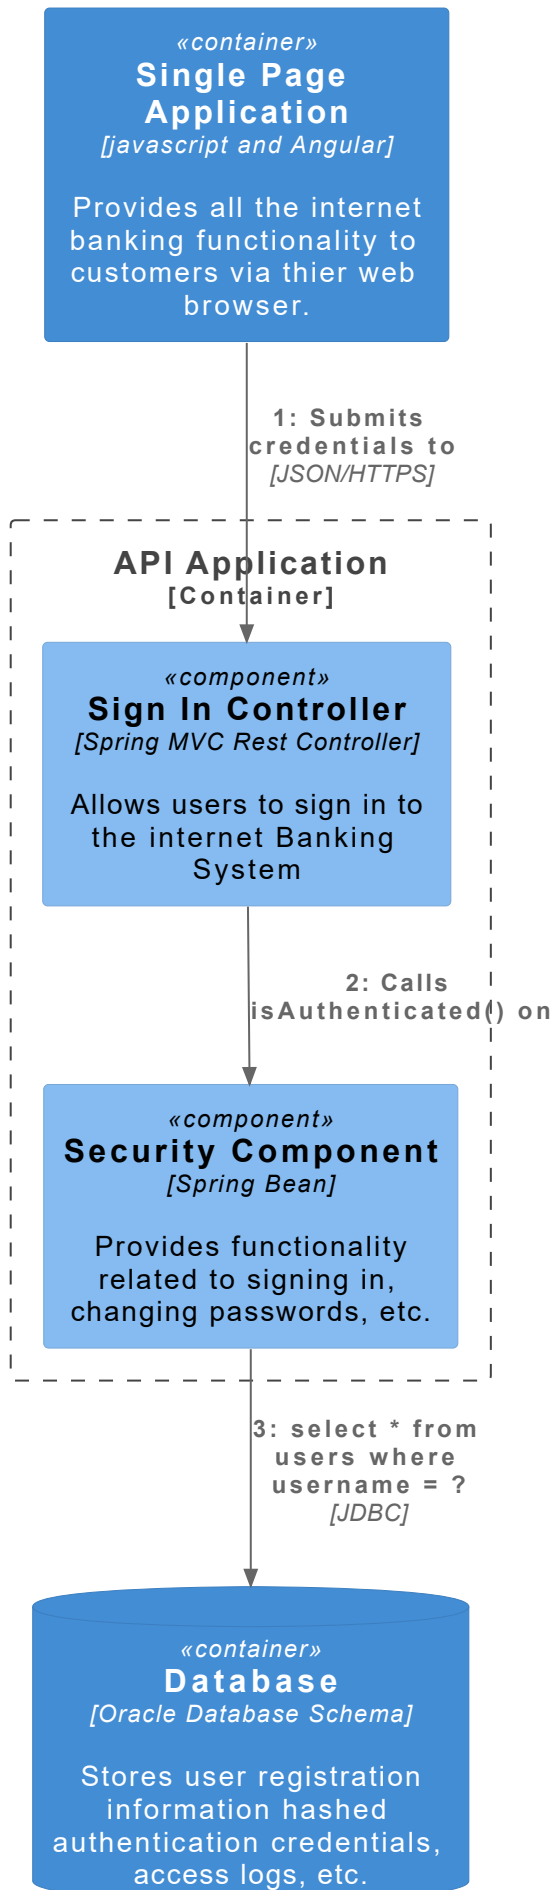 «container»
Single Page
Application
[javascript and Angular]
Provides all the internet
banking functionality to
customers via thier web
browser.
1: Submits
credentials to
[JSON/HTTPS]
API Application
[Container]
«component»
Sign In Controller
[Spring MVC Rest Controller]
Allows users to sign in to
the internet Banking
System
2: Calls
isAuthenticated() on
«component»
Security Component
[Spring Bean]
Provides functionality
related to signing in,
changing passwords, etc.
3: select * from
users where
username = ?
[JDBC]
«container»
Database
[Oracle Database Schema]
Stores user registration
information hashed
authentication credentials,
access logs, etc.